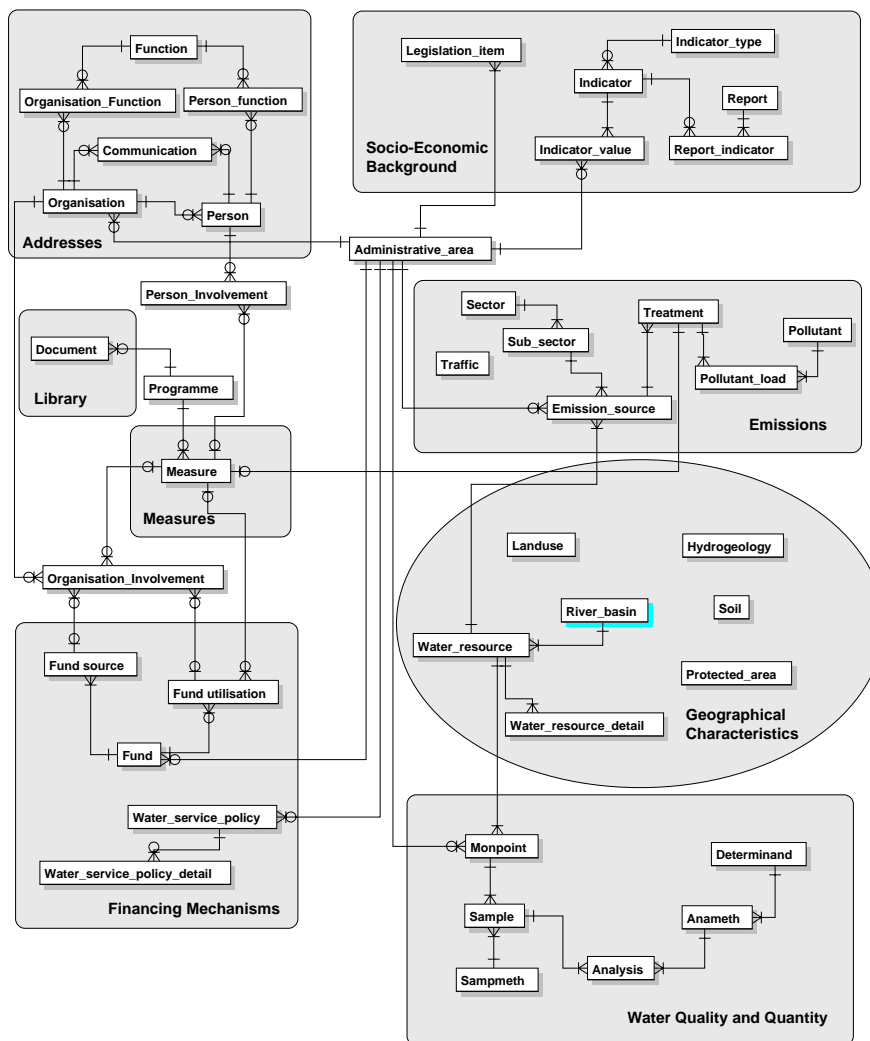 Function
Organisation_Function
Person_function
Communication
Organisation
Person
Addresses
Legislation_item
Indicator_type
Indicator
Report
Indicator_value
Report_indicator
Socio-Economic
Background
Administrative_area
Person_Involvement
Document
Library
Programme
Measure
Measures
Sector
Treatment
Sub_sector
Pollutant
Traffic
Pollutant_load
Emission_source
Emissions
Landuse
Hydrogeology
River_basin
Soil
Water_resource
Protected_area
Water_resource_detail
Geographical
Characteristics
Organisation_Involvement
Fund source
Fund utilisation
Fund
Water_service_policy
Water_service_policy_detail
Financing Mechanisms
Monpoint
Determinand
Sample
Anameth
Analysis
Sampmeth
Water Quality and Quantity